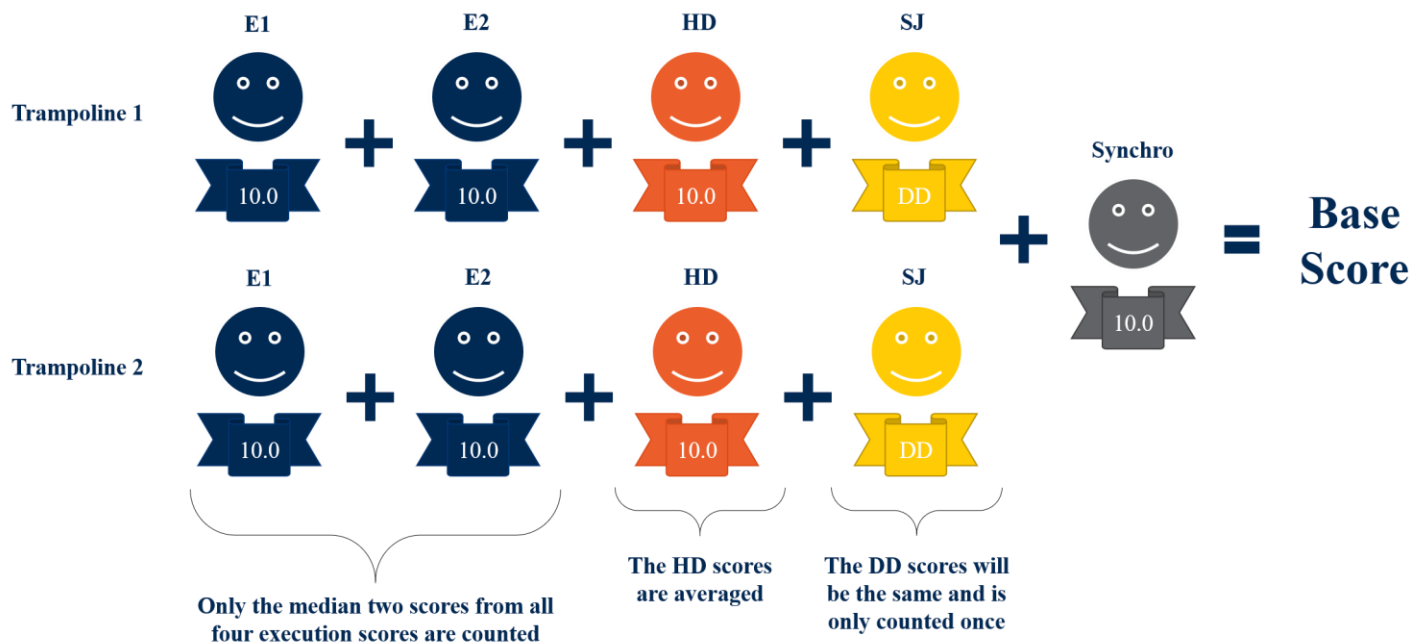 E1 E2 HD SJ
Trampoline 1
10.0 10.0 10.0 DD
Synchro
10.0
Base
Score
E1 E2 HD SJ
Trampoline 2
10.0 10.0 10.0 DD
Only the median two scores from all
four execution scores are counted
The HD scores
are averaged
The DD scores will
be the same and is
only counted once